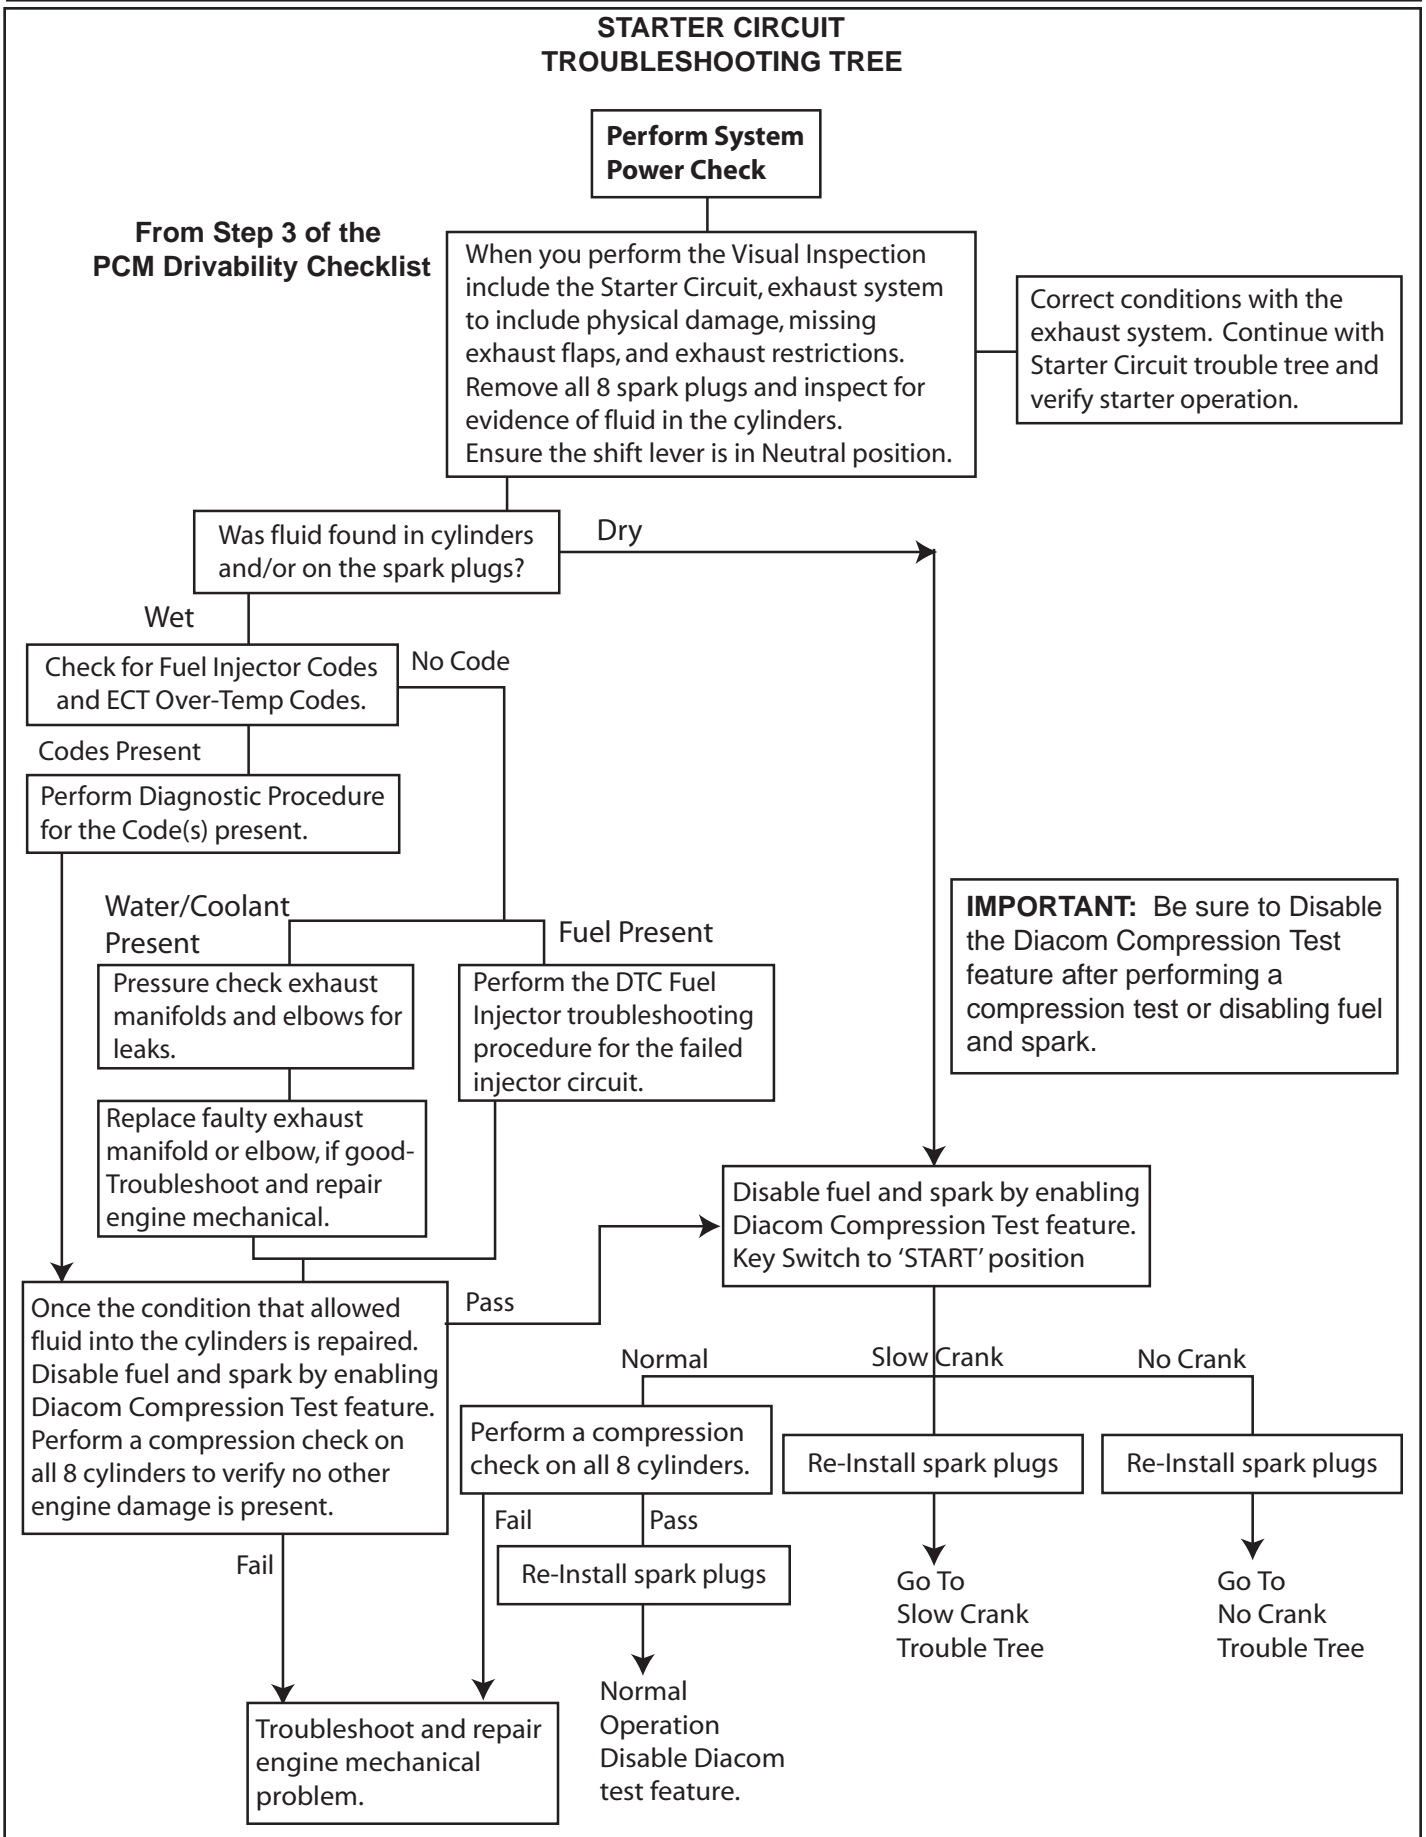 STARTER CIRCUIT
TROUBLESHOOTING TREE
Perform System
Power Check
From Step 3 of the
PCM Drivability Checklist
When you perform the Visual Inspection
include the Starter Circuit, exhaust system
to include physical damage, missing
exhaust flaps, and exhaust restrictions.
Remove all 8 spark plugs and inspect for
evidence of fluid in the cylinders.
Ensure the shift lever is in Neutral position.
Correct conditions with the
exhaust system. Continue with
Starter Circuit trouble tree and
verify starter operation.
Was fluid found in cylinders
and/or on the spark plugs?
Dry
Wet
Check for Fuel Injector Codes
and ECT Over-Temp Codes.
No Code
Codes Present
Perform Diagnostic Procedure
for the Code(s) present.
Water/Coolant
Present
Fuel Present
Pressure check exhaust
manifolds and elbows for
leaks.
Perform the DTC Fuel
Injector troubleshooting
procedure for the failed
injector circuit.
IMPORTANT: Be sure to Disable
the Diacom Compression Test
feature after performing a
compression test or disabling fuel
and spark.
Replace faulty exhaust
manifold or elbow, if good-
Troubleshoot and repair
engine mechanical.
Disable fuel and spark by enabling
Diacom Compression Test feature.
Key Switch to ‘START’ position
Once the condition that allowed
fluid into the cylinders is repaired.
Disable fuel and spark by enabling
Diacom Compression Test feature.
Perform a compression check on
all 8 cylinders to verify no other
engine damage is present.
Pass
Normal
Slow Crank
No Crank
Perform a compression
check on all 8 cylinders.
Re-Install spark plugs
Re-Install spark plugs
Fail
Pass
Fail
Re-Install spark plugs
Go To
Slow Crank
Trouble Tree
Go To
No Crank
Trouble Tree
Normal
Operation
Disable Diacom
test feature.
Troubleshoot and repair
engine mechanical
problem.